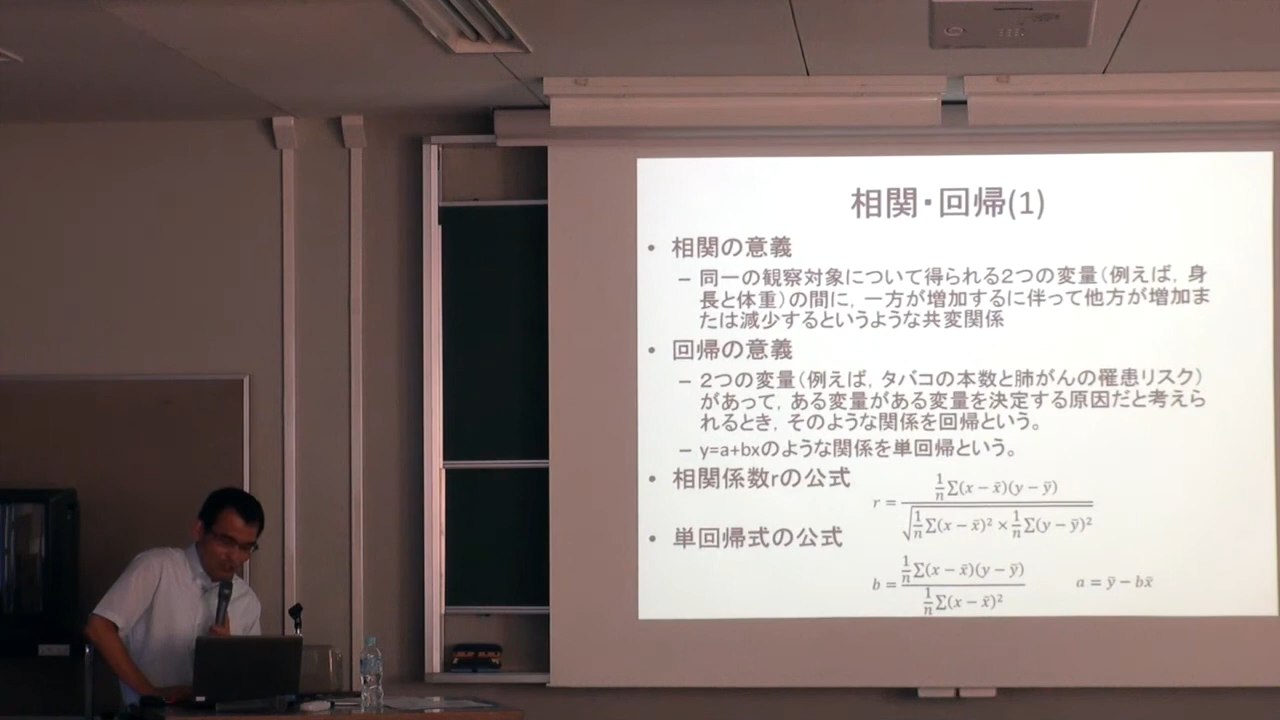 相関・回帰(1)
• 相関の意義
– 同一の観察対象について得られる２つの変量(例えば, 身
長と体重)の間に, 一方が増加するに伴って他方が増加ま
たは減少するというような共変関係
• 回帰の意義
– ２つの変量(例えば, タバコの本数と肺がんの罹患リスク)
があって, ある変量がある変量を決定する原因だと考えら
れるとき, そのような関係を回帰という。
– y=a+bxのような関係を単回帰という。
• 相関係数rの公式
r = \frac{\frac{1}{n}∑(x − x̄)(y − ȳ)}{\sqrt{\frac{1}{n}∑(x − x̄)² × \frac{1}{n}∑(y − ȳ)²}}
• 単回帰式の公式
b = \frac{\frac{1}{n}∑(x − x̄)(y − ȳ)}{\frac{1}{n}∑(x − x̄)²} a = ȳ − bx̄